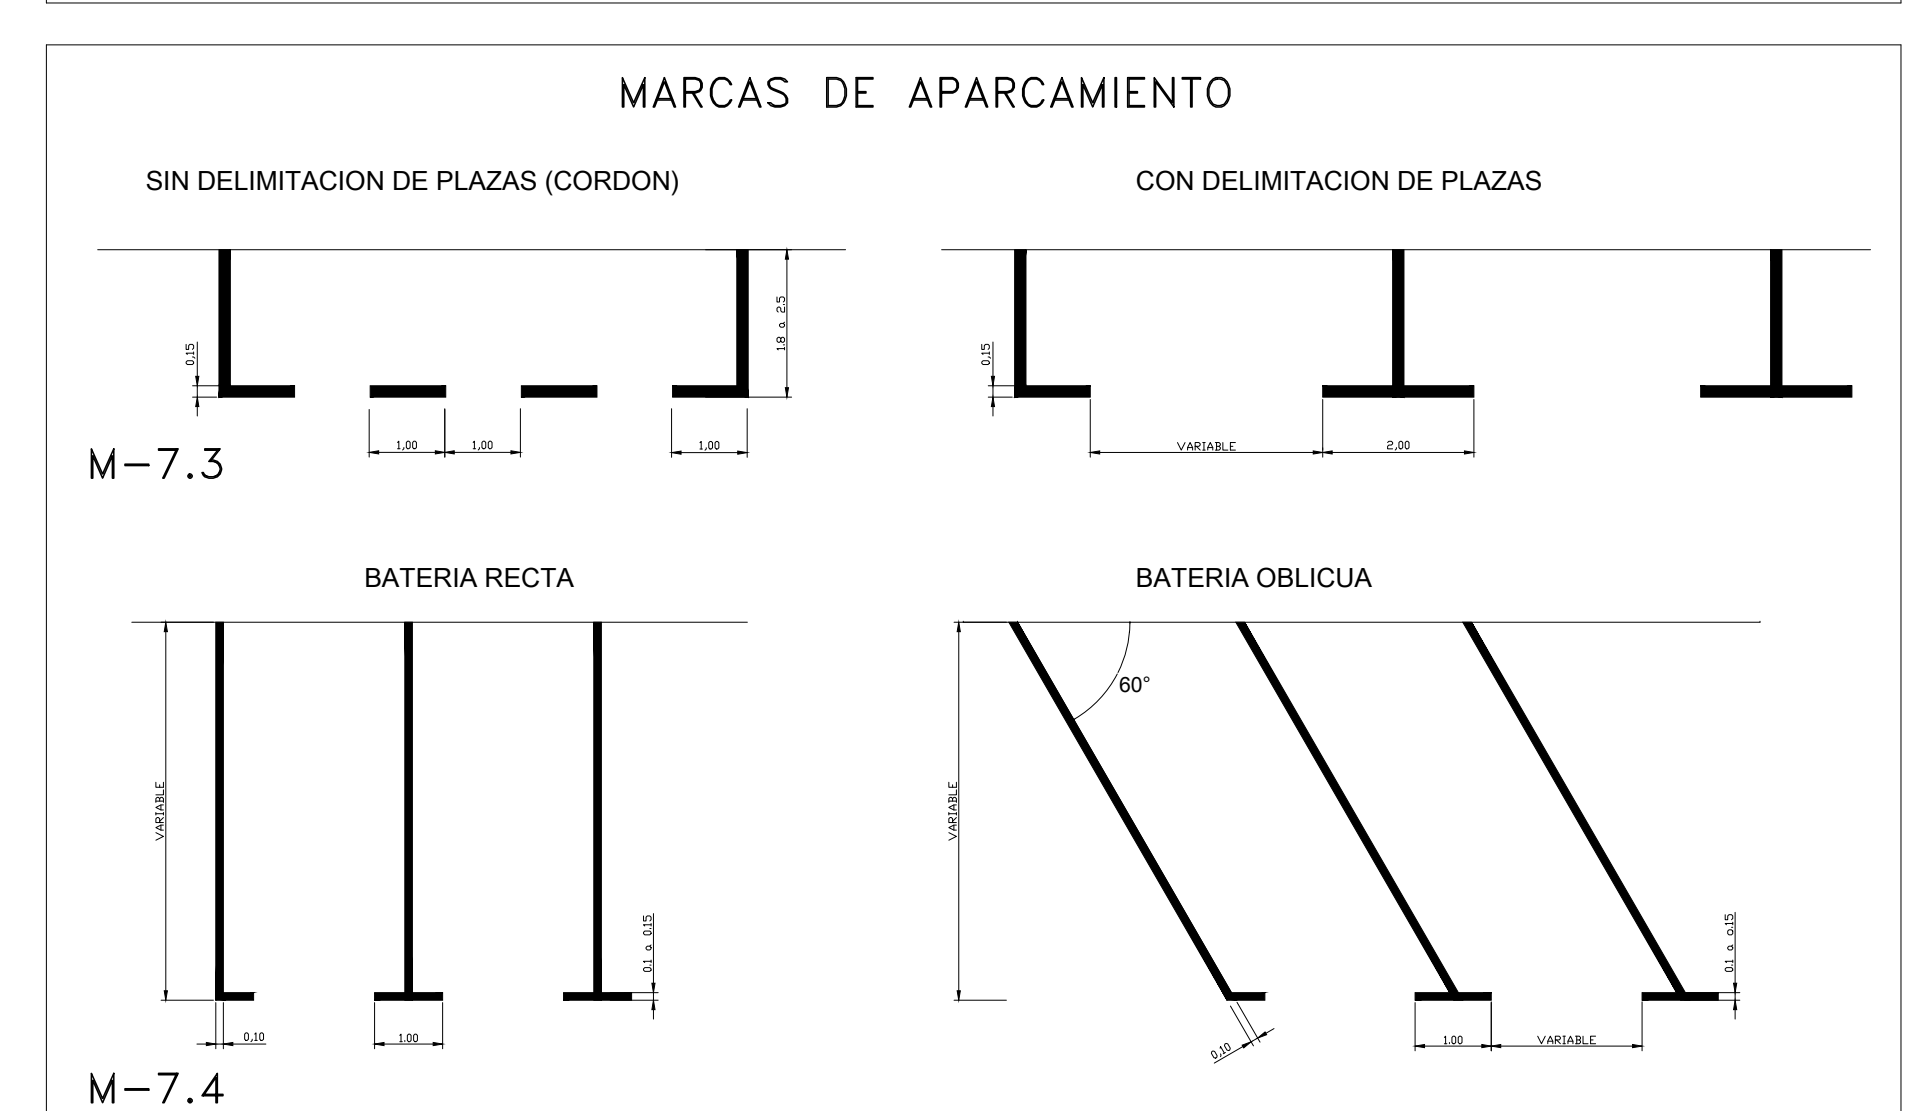 MARCAS DE APARCAMIENTO
SIN DELIMITACION DE PLAZAS (CORDON)
CON DELIMITACION DE PLAZAS
0,15
1.8 a 2.5
0,15
1,00
1,00
1,00
VARIABLE
2,00
M-7.3
BATERIA RECTA
BATERIA OBLICUA
60°
VARIABLE
VARIABLE
0.1 a 0.15
0.1 a 0.15
0,10
1.00
0,10
1.00
VARIABLE
M-7.4